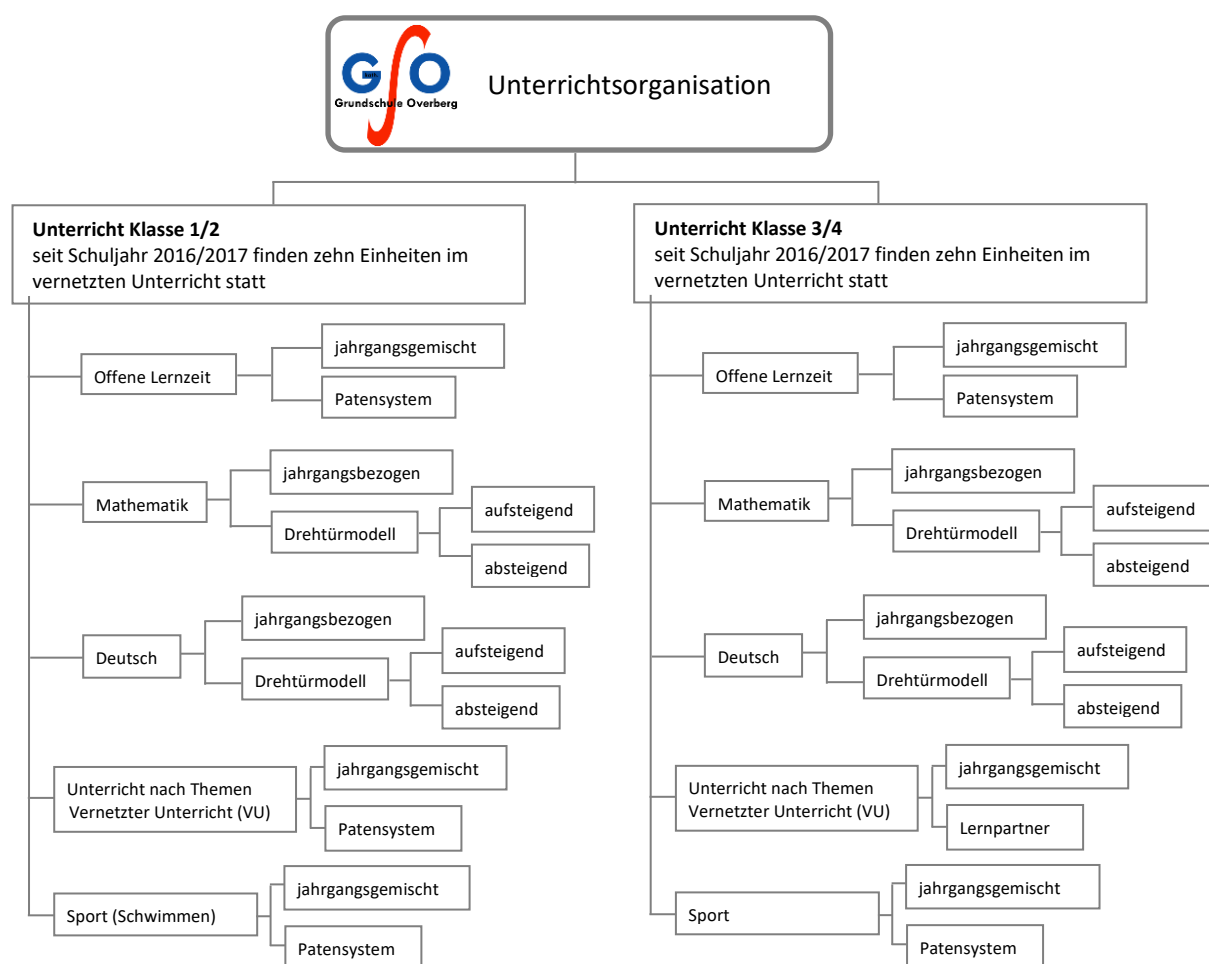 GSO
Grundschule Overberg
Unterrichtsorganisation
Unterricht Klasse 1/2
seit Schuljahr 2016/2017 finden zehn Einheiten im
vernetzten Unterricht statt
Offene Lernzeit
jahrgangsgemischt
Patensystem
Mathematik
jahrgangsbezogen
Drehtürmodell
aufsteigend
absteigend
Deutsch
jahrgangsbezogen
Drehtürmodell
aufsteigend
absteigend
Unterricht nach Themen
Vernetzter Unterricht (VU)
jahrgangsgemischt
Patensystem
Sport (Schwimmen)
jahrgangsgemischt
Patensystem
Unterricht Klasse 3/4
seit Schuljahr 2016/2017 finden zehn Einheiten im
vernetzten Unterricht statt
Offene Lernzeit
jahrgangsgemischt
Patensystem
Mathematik
jahrgangsbezogen
Drehtürmodell
aufsteigend
absteigend
Deutsch
jahrgangsbezogen
Drehtürmodell
aufsteigend
absteigend
Unterricht nach Themen
Vernetzter Unterricht (VU)
jahrgangsgemischt
Lernpartner
Sport
jahrgangsgemischt
Patensystem